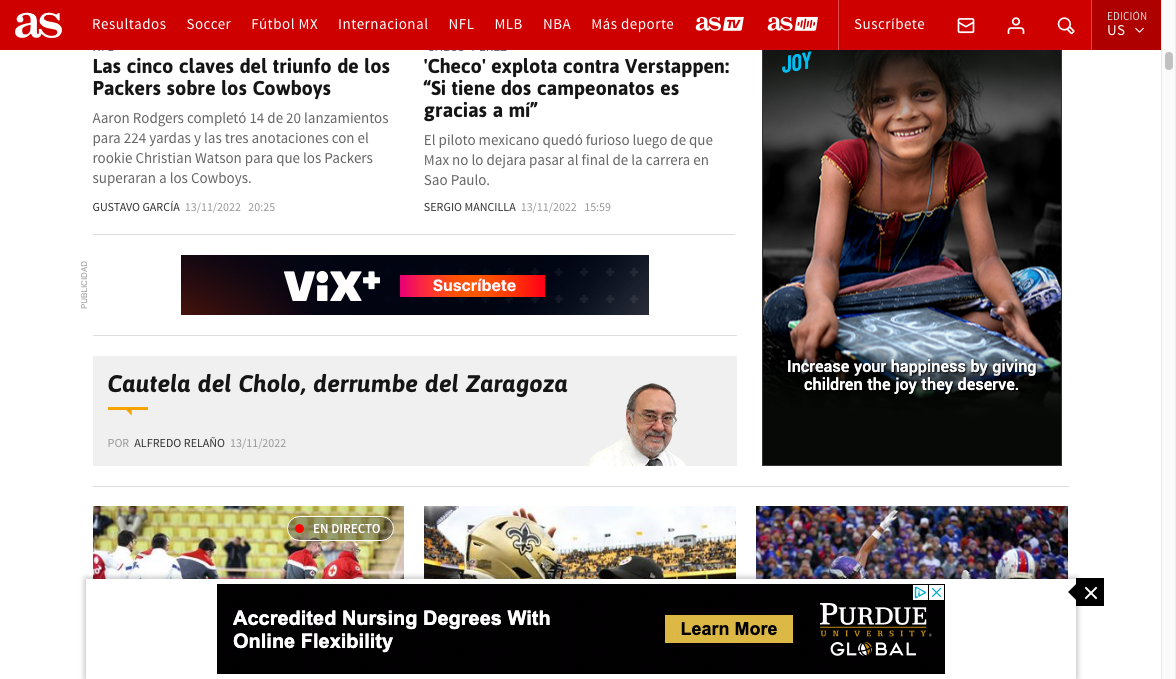 as
Resultados Soccer Fútbol MX Internacional NFL MLB NBA Más deporte as TV as Suscríbete
EDICIÓN
US
Las cinco claves del triunfo de los
Packers sobre los Cowboys
Aaron Rodgers completó 14 de 20 lanzamientos
para 224 yardas y las tres anotaciones con el
rookie Christian Watson para que los Packers
superaran a los Cowboys.
GUSTAVO GARCÍA 13/11/2022 20:25
'Checo' explota contra Verstappen:
“Si tiene dos campeonatos es
gracias a mí”
El piloto mexicano quedó furioso luego de que
Max no lo dejara pasar al final de la carrera en
Sao Paulo.
SERGIO MANCILLA 13/11/2022 15:59
JOY
Increase your happiness by giving
children the joy they deserve.
PUBLICIDAD
ViX+
Suscríbete
Cautela del Cholo, derrumbe del Zaragoza
POR ALFREDO RELAÑO 13/11/2022
EN DIRECTO
Accredited Nursing Degrees With
Online Flexibility
Learn More
PURDUE
UNIVERSITY
GLOBAL